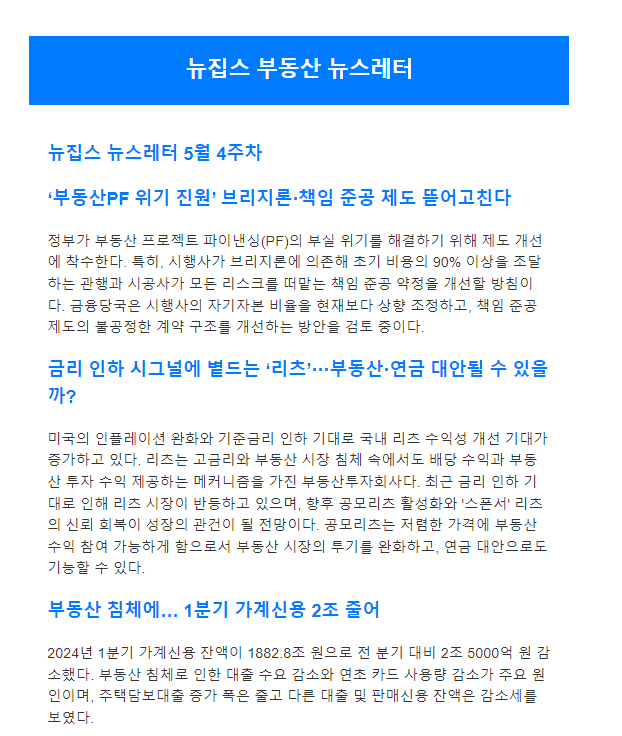 뉴집스 부동산 뉴스레터
뉴집스 뉴스레터 5월 4주차
‘부동산PF 위기 진원’ 브리지론·책임 준공 제도 뜯어고친다
정부가 부동산 프로젝트 파이낸싱(PF)의 부실 위기를 해결하기 위해 제도 개선
에 착수한다. 특히, 시행사가 브리지론에 의존해 초기 비용의 90% 이상을 조달
하는 관행과 시공사가 모든 리스크를 떠맡는 책임 준공 약정을 개선할 방침이
다. 금융당국은 시행사의 자기자본 비율을 현재보다 상향 조정하고, 책임 준공
제도의 불공정한 계약 구조를 개선하는 방안을 검토 중이다.
금리 인하 시그널에 볕드는 ‘리츠’…부동산·연금 대안될 수 있을
까?
미국의 인플레이션 완화와 기준금리 인하 기대로 국내 리츠 수익성 개선 기대가
증가하고 있다. 리츠는 고금리와 부동산 시장 침체 속에서도 배당 수익과 부동
산 투자 수익 제공하는 메커니즘을 가진 부동산투자회사다. 최근 금리 인하 기
대로 인해 리츠 시장이 반등하고 있으며, 향후 공모리츠 활성화와 '스폰서' 리츠
의 신뢰 회복이 성장의 관건이 될 전망이다. 공모리츠는 저렴한 가격에 부동산
수익 참여 가능하게 함으로서 부동산 시장의 투기를 완화하고, 연금 대안으로도
기능할 수 있다.
부동산 침체에… 1분기 가계신용 2조 줄어
2024년 1분기 가계신용 잔액이 1882.8조 원으로 전 분기 대비 2조 5000억 원 감
소했다. 부동산 침체로 인한 대출 수요 감소와 연초 카드 사용량 감소가 주요 원
인이며, 주택담보대출 증가 폭은 줄고 다른 대출 및 판매신용 잔액은 감소세를
보였다.